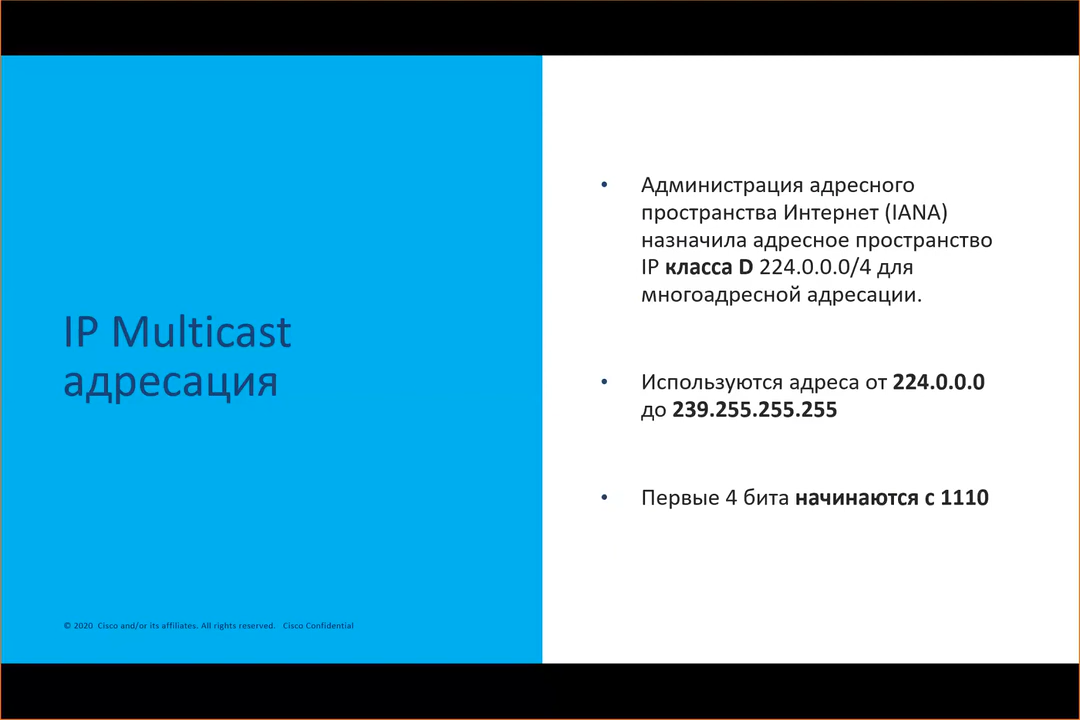 IP Multicast
адресация
• Администрация адресного
пространства Интернет (IANA)
назначила адресное пространство
IP класса D 224.0.0.0/4 для
многоадресной адресации.
• Используются адреса от 224.0.0.0
до 239.255.255.255
• Первые 4 бита начинаются с 1110
© 2020 Cisco and/or its affiliates. All rights reserved. Cisco Confidential